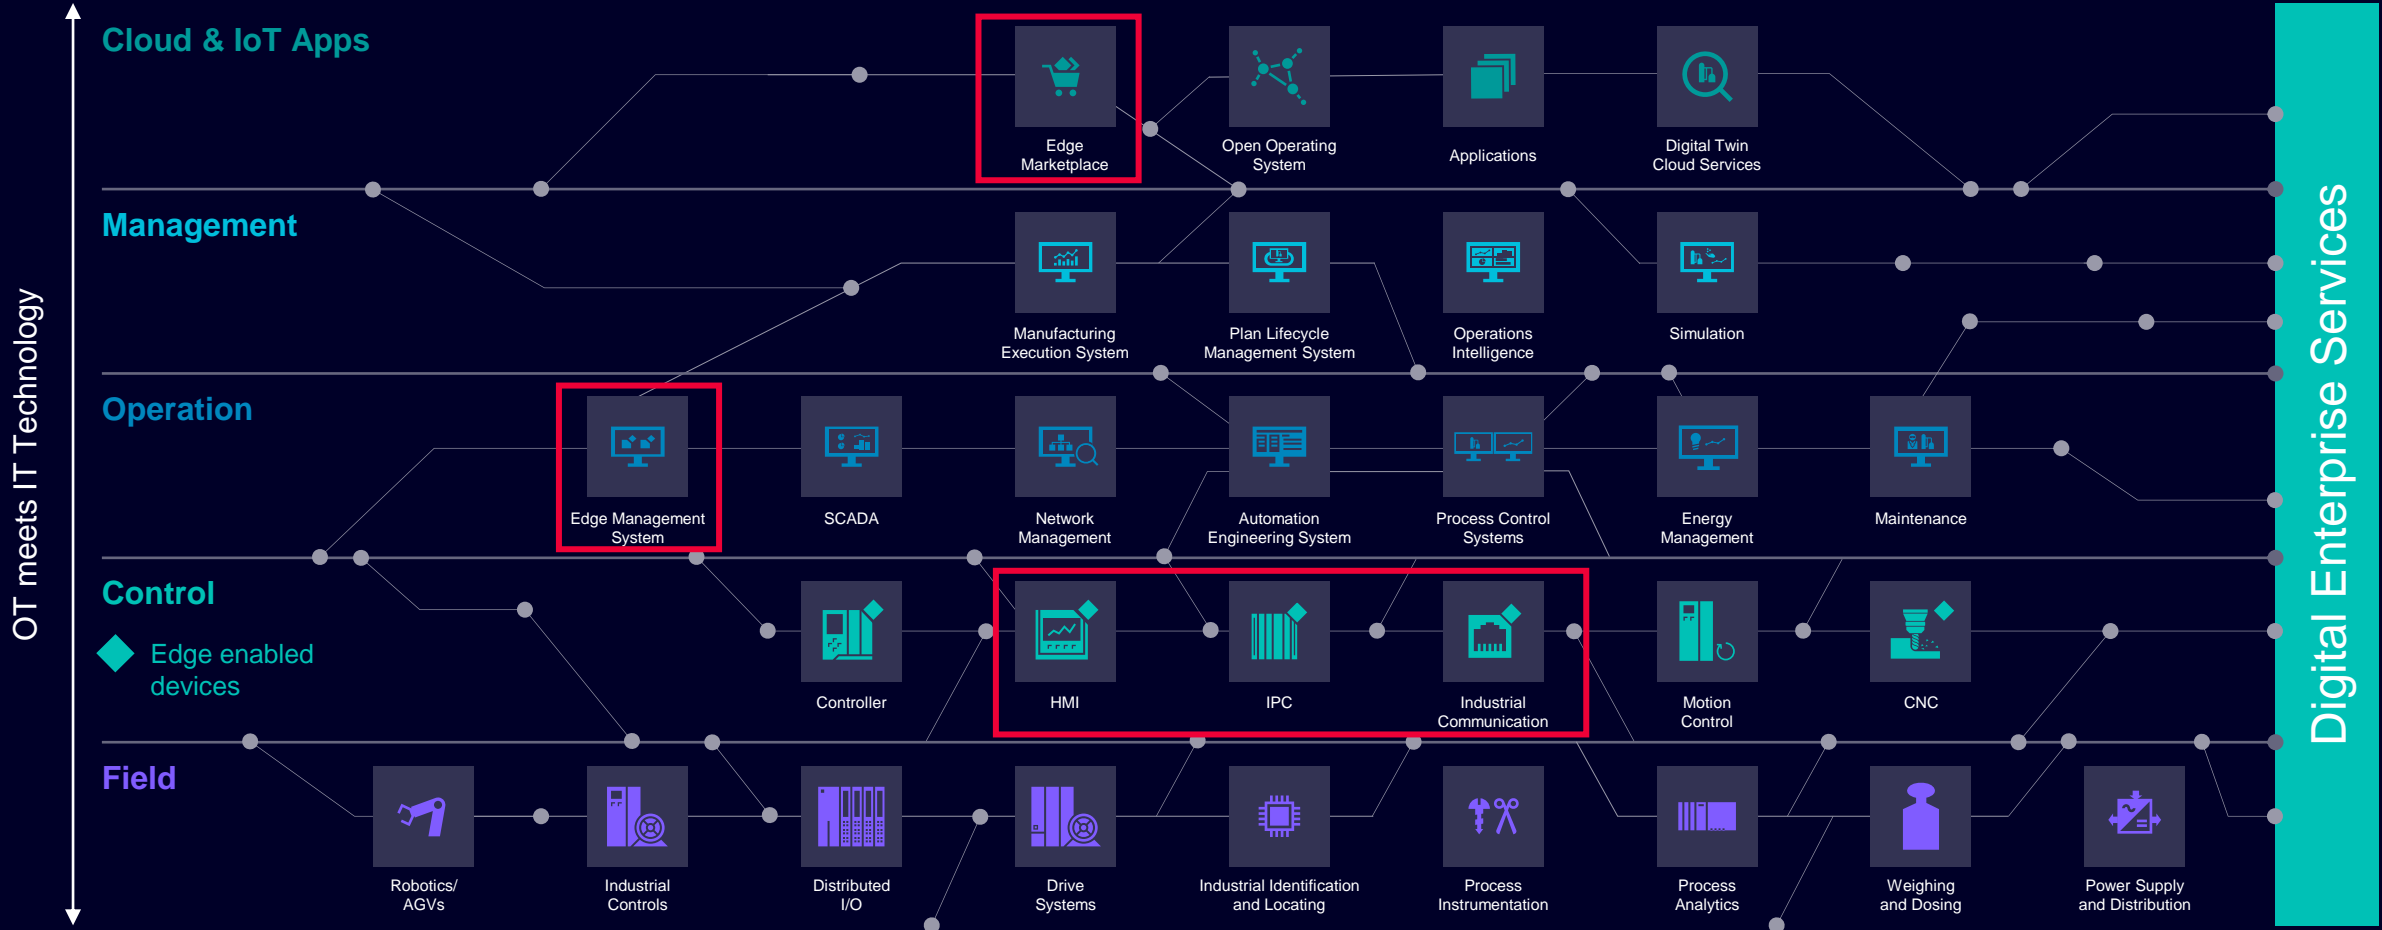 OT meets IT Technology
Cloud & IoT Apps
Edge
Marketplace
Open Operating
System
Applications
Digital Twin
Cloud Services
Management
Manufacturing
Execution System
Plan Lifecycle
Management System
Operations
Intelligence
Simulation
Operation
Edge Management
System
SCADA
Network
Management
Automation
Engineering System
Process Control
Systems
Energy
Management
Maintenance
Control
Edge enabled
devices
Controller
HMI
IPC
Industrial
Communication
Motion
Control
CNC
Field
Robotics/
AGVs
Industrial
Controls
Distributed
I/O
Drive
Systems
Industrial Identification
and Locating
Process
Instrumentation
Process
Analytics
Weighing
and Dosing
Power Supply
and Distribution
Digital Enterprise Services